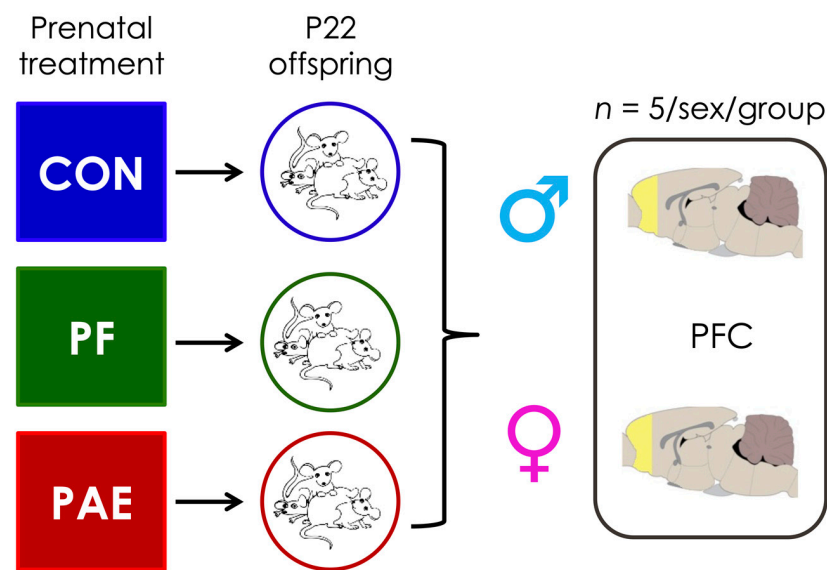 Prenatal
treatment
P22
offspring
n = 5/sex/group
CON
PF
PAE
PFC